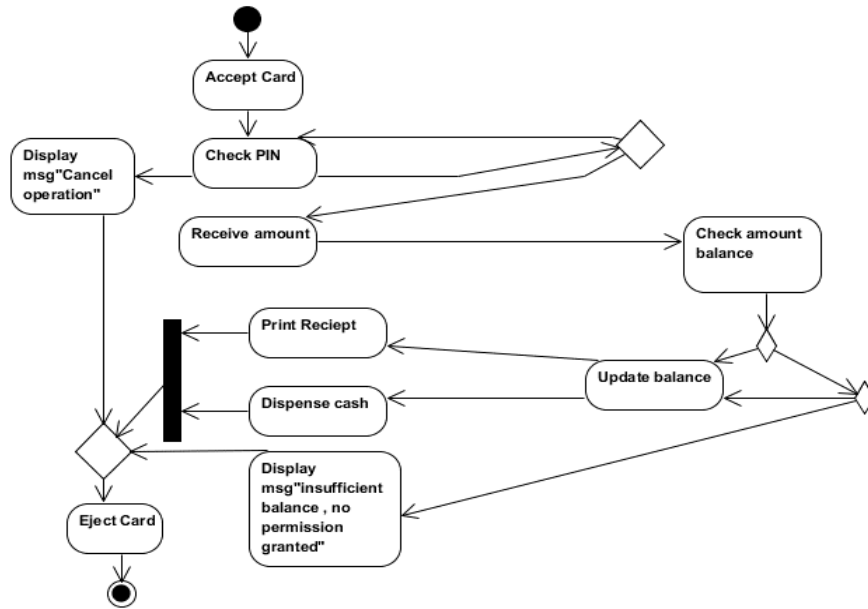 Accept Card
Check PIN
Display
msg"Cancel
operation"
Receive amount
Check amount
balance
Print Reciept
Update balance
Dispense cash
Display
msg"insufficient
balance , no
permission
granted"
Eject Card